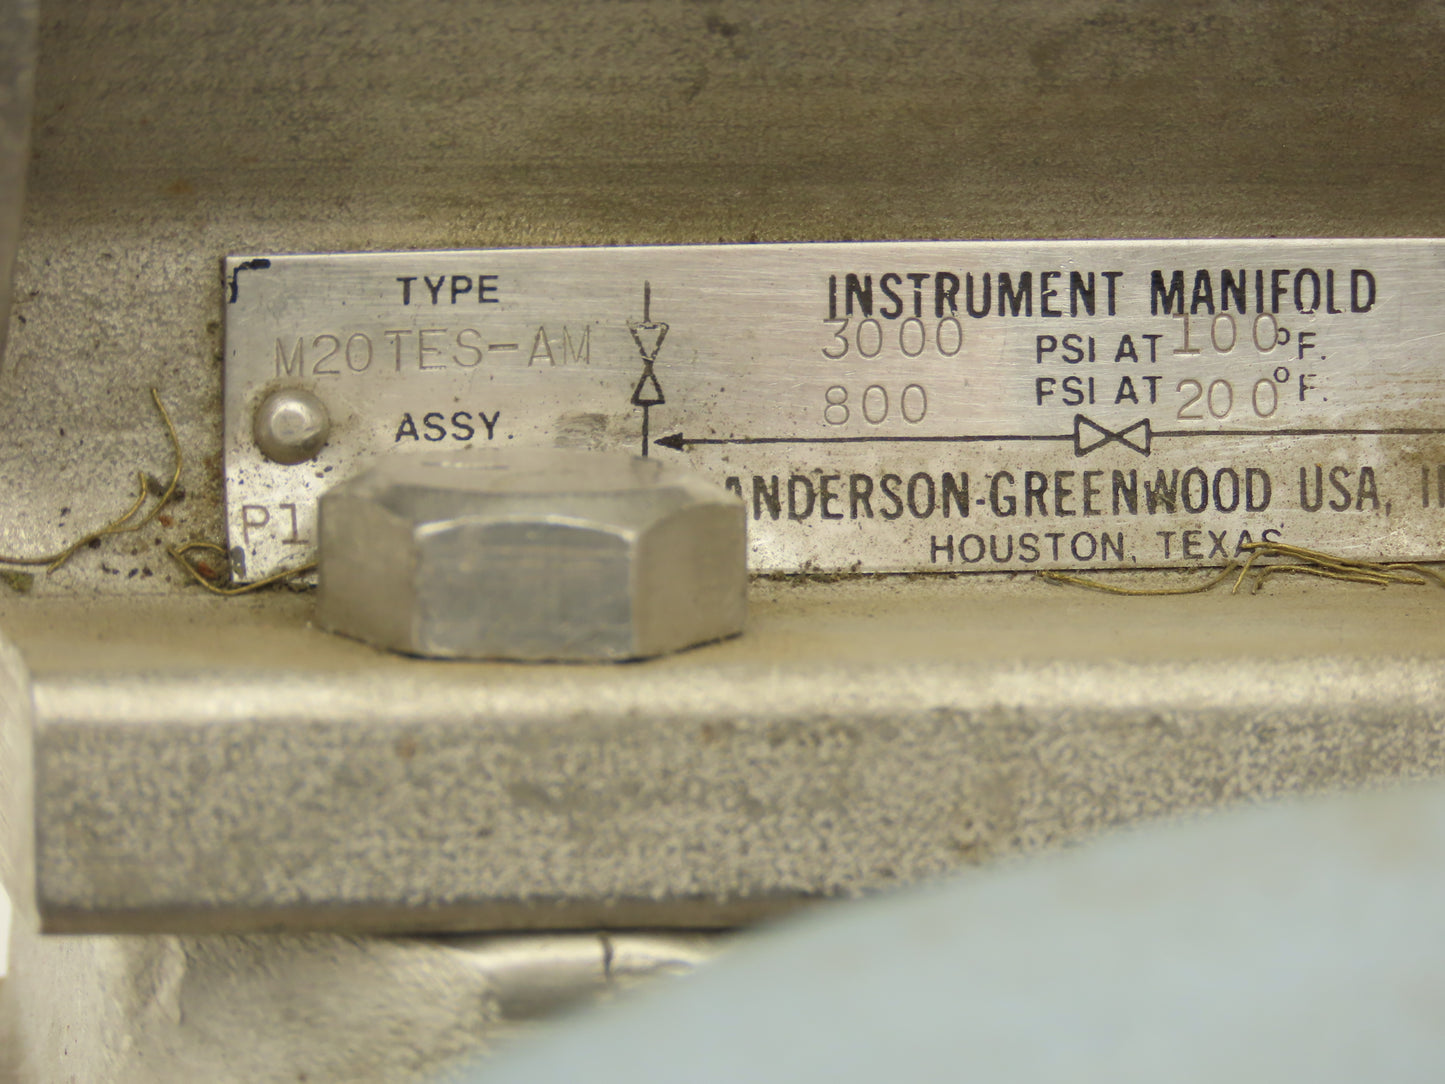 TYPE
M20TES-AM
ASSY.
P1
INSTRUMENT MANIFOLD
3000 PSI AT 100°F.
800 PSI AT 200°F.
ANDERSON-GREENWOOD USA,
HOUSTON, TEXAS